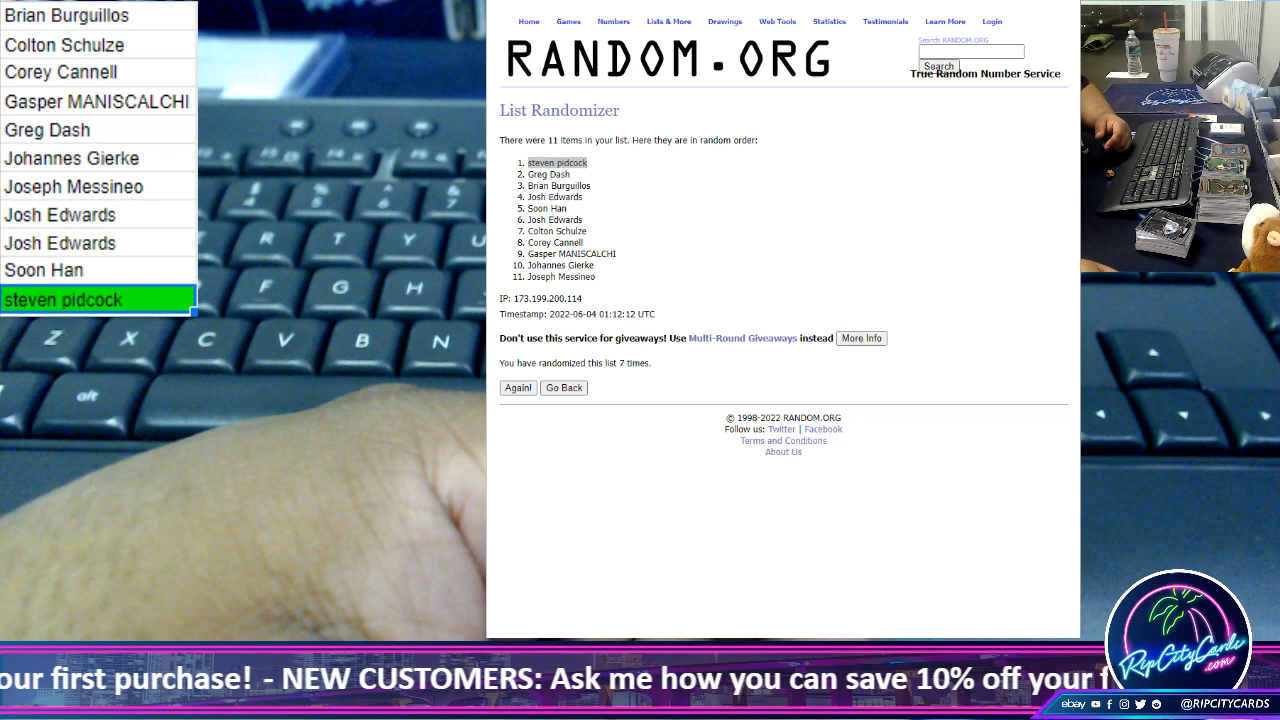 Brian Burguillos
Colton Schulze
Corey Cannell
Gasper MANISCALCHI
Greg Dash
Johannes Gierke
Joseph Messineo
Josh Edwards
Josh Edwards
Soon Han
steven pidcock
Home Games Numbers Lists & More Drawings Web Tools Statistics Testimonials Learn More Login
RANDOM.ORG
Search RANDOM.ORG
Search
True Random Number Service
List Randomizer
There were 11 items in your list. Here they are in random order:
1. steven pidcock
2. Greg Dash
3. Brian Burguillos
4. Josh Edwards
5. Soon Han
6. Josh Edwards
7. Colton Schulze
8. Corey Cannell
9. Gasper MANISCALCHI
10. Johannes Gierke
11. Joseph Messineo
IP: 173.199.200.114
Timestamp: 2022-06-04 01:12:12 UTC
Don't use this service for giveaways! Use Multi-Round Giveaways instead More Info
You have randomized this list 7 times.
Again! Go Back
© 1998-2022 RANDOM.ORG
Follow us: Twitter | Facebook
Terms and Conditions
About Us
R T Y U
F G H
Z X C V B N
alt
our first purchase! - NEW CUSTOMERS: Ask me how you can save 10% off your f
RipCityCards
.com
ebay @RIPCITYCARDS